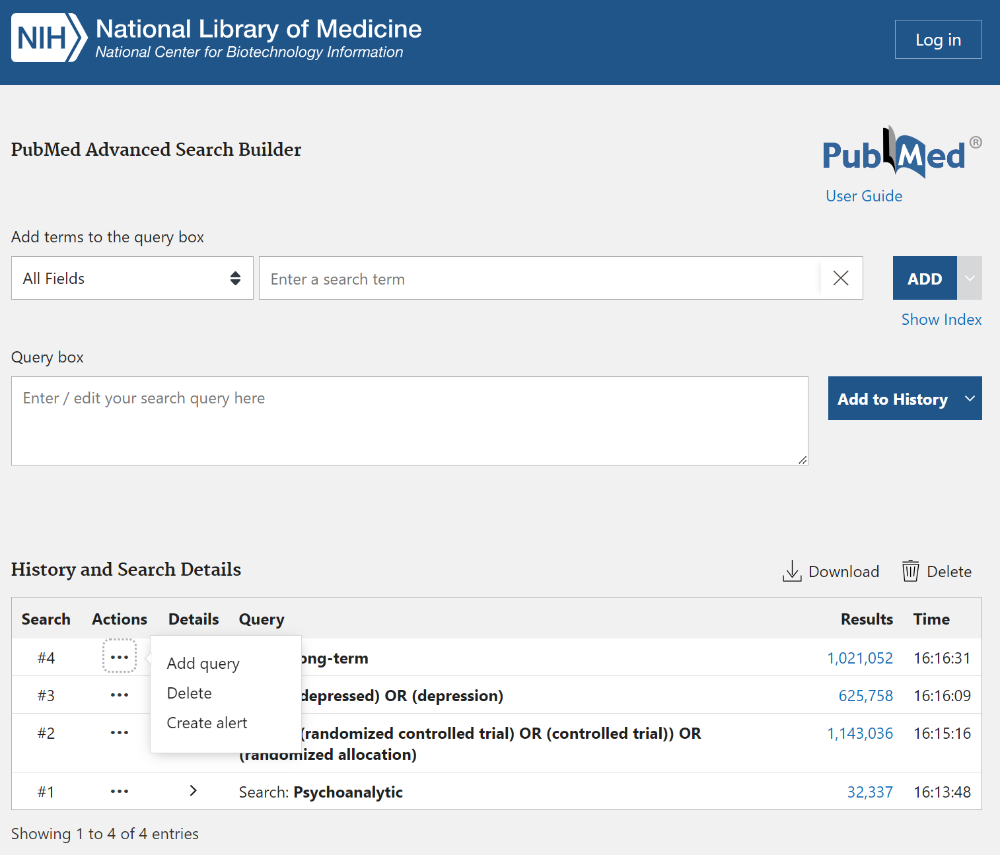 NIH National Library of Medicine
National Center for Biotechnology Information
Log in
PubMed Advanced Search Builder
PubMed®
User Guide
Add terms to the query box
All Fields
Enter a search term
ADD
Show Index
Query box
Enter / edit your search query here
Add to History
History and Search Details
Download
Delete
Search Actions Details Query Results Time
#4 ong-term 1,021,052 16:16:31
Add query
#3 depressed) OR (depression) 625,758 16:16:09
Delete
Create alert
#2 (randomized controlled trial) OR (controlled trial)) OR 1,143,036 16:15:16
(randomized allocation)
#1 Search: Psychoanalytic 32,337 16:13:48
Showing 1 to 4 of 4 entries